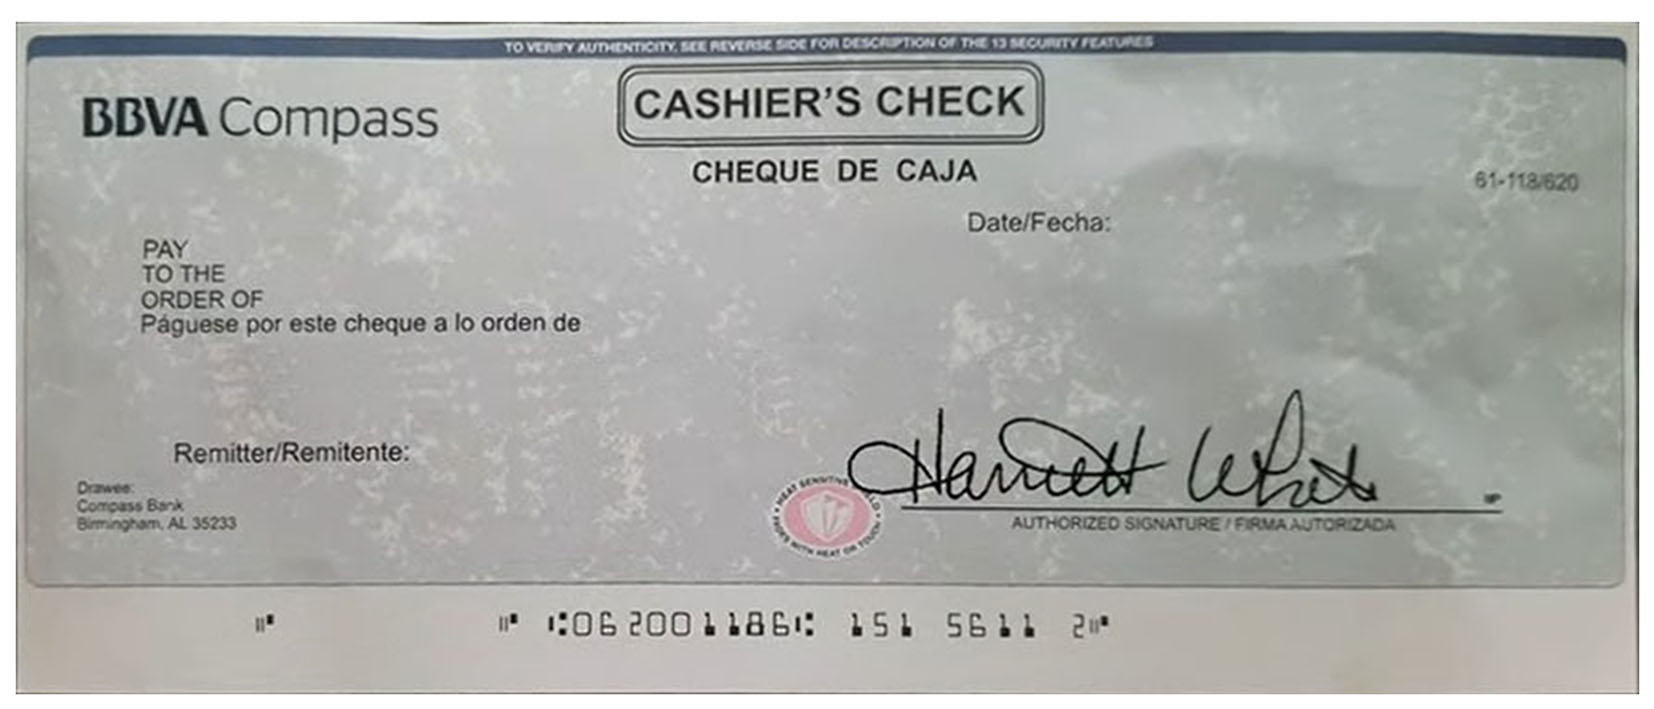 TO VERIFY AUTHENTICITY, SEE REVERSE SIDE FOR DESCRIPTION OF THE 13 SECURITY FEATURES
BBVA Compass
CASHIER'S CHECK
CHEQUE DE CAJA
61-118/620
Date/Fecha:
PAY
TO THE
ORDER OF
Páguese por este cheque a lo orden de
Remitter/Remitente:
Drawee:
Compass Bank
Birmingham, AL 35233
HEAT SENSITIVE
WITH HEAT OR TOUCH
Harriett White
MP
AUTHORIZED SIGNATURE / FIRMA AUTORIZADA
⑈ ⑈ ⑆062001186⑆ 151 5611 2⑈